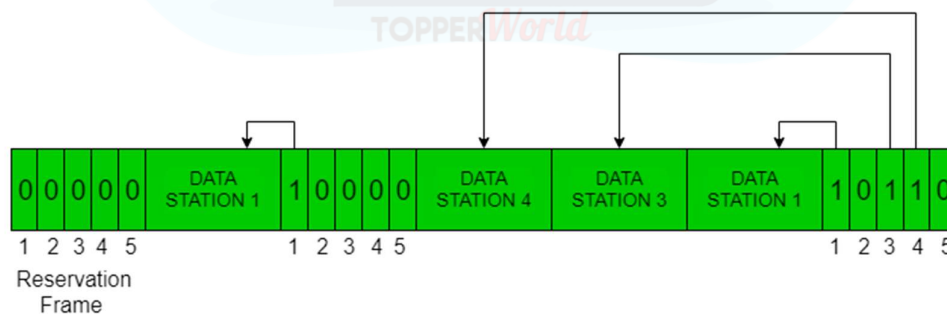 TOPPERWorld
0 0 0 0 0 DATA STATION 1 1 0 0 0 0 DATA STATION 4 DATA STATION 3 DATA STATION 1 1 0 1 1 0
1 2 3 4 5 1 2 3 4 5 1 2 3 4 5
Reservation
Frame